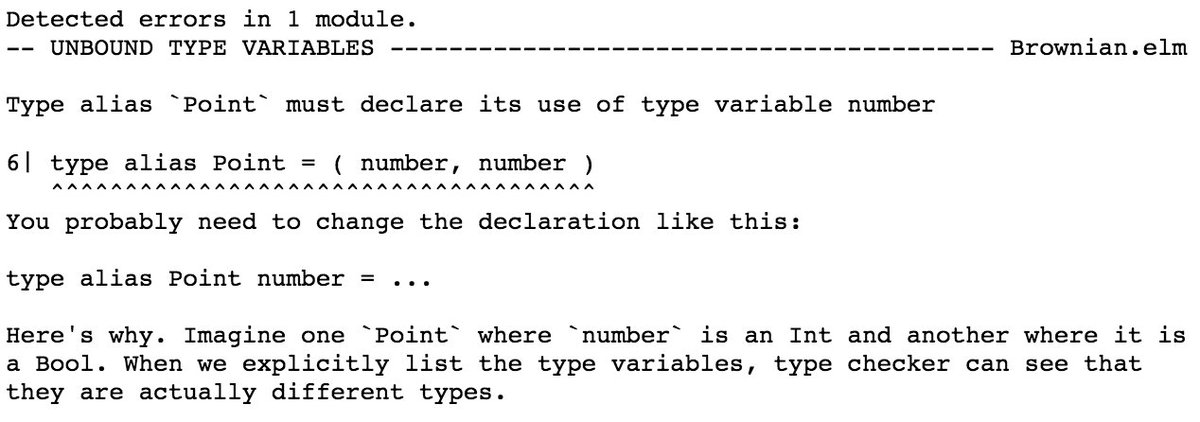 Detected errors in 1 module.
-- UNBOUND TYPE VARIABLES ----------------------------------------- Brownian.elm
Type alias `Point` must declare its use of type variable number
6| type alias Point = ( number, number )
^^^^^^^^^^^^^^^^^^^^^^^^^^^^^^^^^^^^^
You probably need to change the declaration like this:
type alias Point number = ...
Here's why. Imagine one `Point` where `number` is an Int and another where it is
a Bool. When we explicitly list the type variables, type checker can see that
they are actually different types.